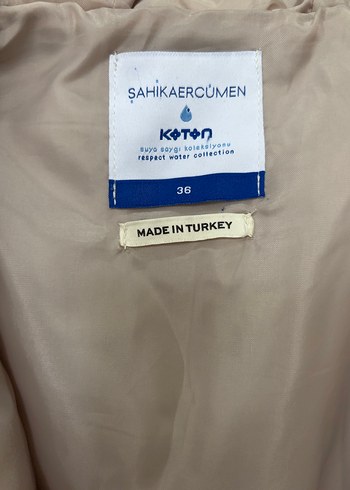 ŞAHİKAERCÜMEN
KOTON
suya saygı koleksiyonu
respect water collection
36
MADE IN TURKEY